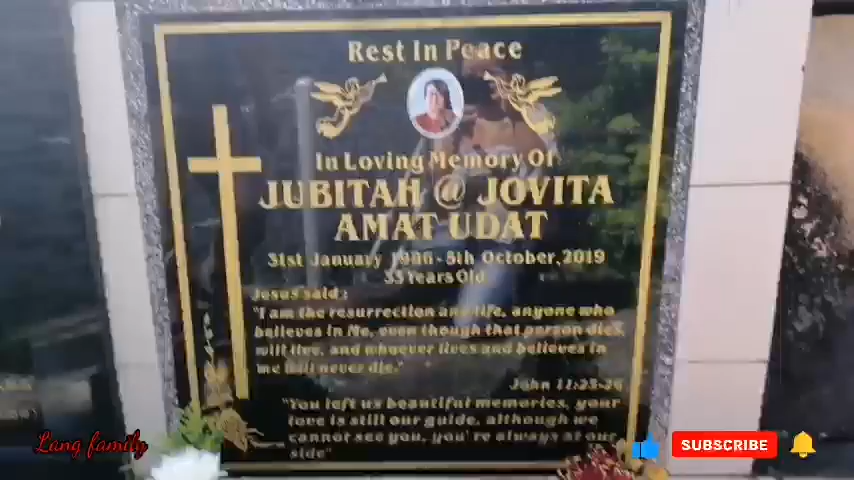 Rest In Peace
In Loving Memory Of
JUBITAH @ JOVITA
AMAT UDAT
31st January 1986 - 5th October, 2019
33 Years Old
Jesus said :
"I am the resurrection and life, anyone who
believes in Me, even though that person dies,
will live, and whoever lives and believes in
me will never die."
John 11:25-26
"You left us beautiful memories, your
love is still our guide, although we
cannot see you, you're always at our
side"
Lang family
SUBSCRIBE